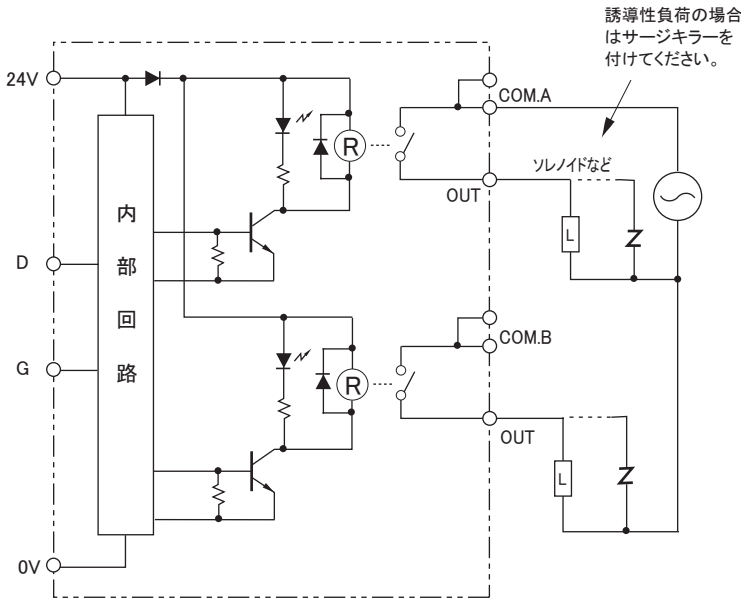 誘導性負荷の場合
はサージキラーを
付けてください。
24V
COM.A
R
ソレノイドなど
OUT
内部回路
L
D
COM.B
G
R
OUT
L
0V